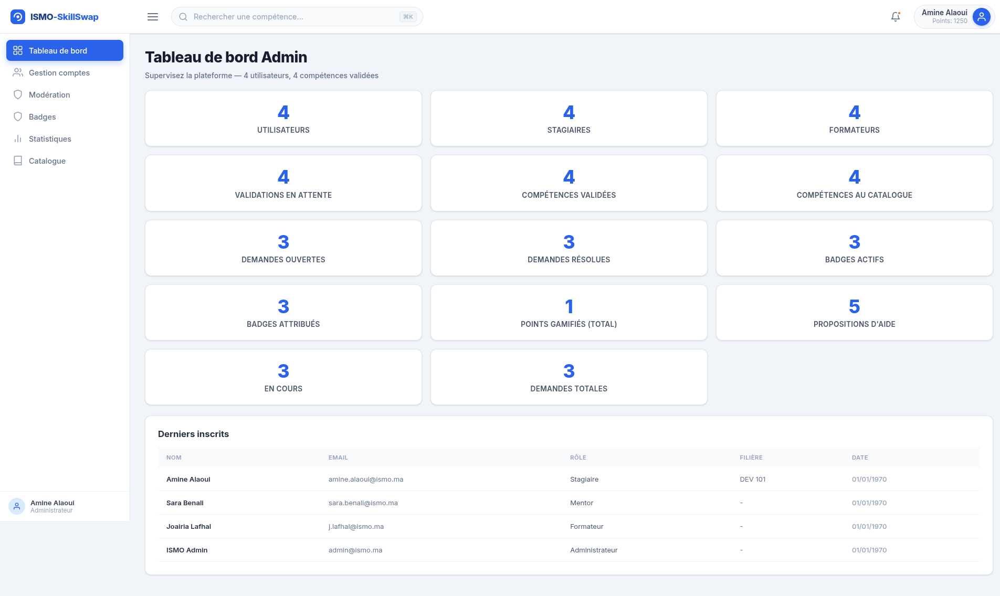 ISMO-SkillSwap
Rechercher une compétence...
⌘K
Amine Alaoui
Points: 1250
Tableau de bord
Gestion comptes
Modération
Badges
Statistiques
Catalogue
Amine Alaoui
Administrateur
Tableau de bord Admin
Supervisez la plateforme — 4 utilisateurs, 4 compétences validées
4
UTILISATEURS
4
STAGIAIRES
4
FORMATEURS
4
VALIDATIONS EN ATTENTE
4
COMPÉTENCES VALIDÉES
4
COMPÉTENCES AU CATALOGUE
3
DEMANDES OUVERTES
3
DEMANDES RÉSOLUES
3
BADGES ACTIFS
3
BADGES ATTRIBUÉS
1
POINTS GAMIFIÉS (TOTAL)
5
PROPOSITIONS D'AIDE
3
EN COURS
3
DEMANDES TOTALES
Derniers inscrits
NOM EMAIL RÔLE FILIÈRE DATE
Amine Alaoui amine.alaoui@ismo.ma Stagiaire DEV 101 01/01/1970
Sara Benali sara.benali@ismo.ma Mentor - 01/01/1970
Joairia Lafhal j.lafhal@ismo.ma Formateur - 01/01/1970
ISMO Admin admin@ismo.ma Administrateur - 01/01/1970